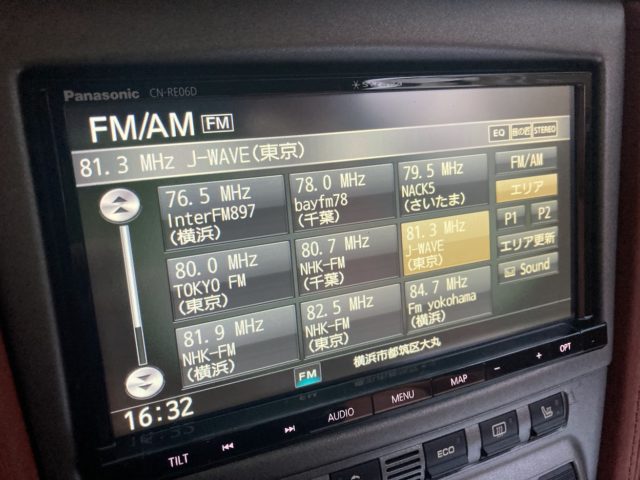 Panasonic CN-RE06D
FM/AM FM
EQ 音の匠 STEREO
81.3 MHz J-WAVE(東京)
76.5 MHz
InterFM897
(横浜)
78.0 MHz
bayfm78
(千葉)
79.5 MHz
NACK5
(さいたま)
FM/AM
エリア
80.0 MHz
TOKYO FM
(東京)
80.7 MHz
NHK-FM
(千葉)
81.3 MHz
J-WAVE
(東京)
P1 P2
エリア更新
81.9 MHz
NHK-FM
(横浜)
82.5 MHz
NHK-FM
(東京)
84.7 MHz
Fm yokohama
(横浜)
Sound
FM 横浜市都筑区大丸
16:32
TILT AUDIO MENU MAP - + OPT
ECO